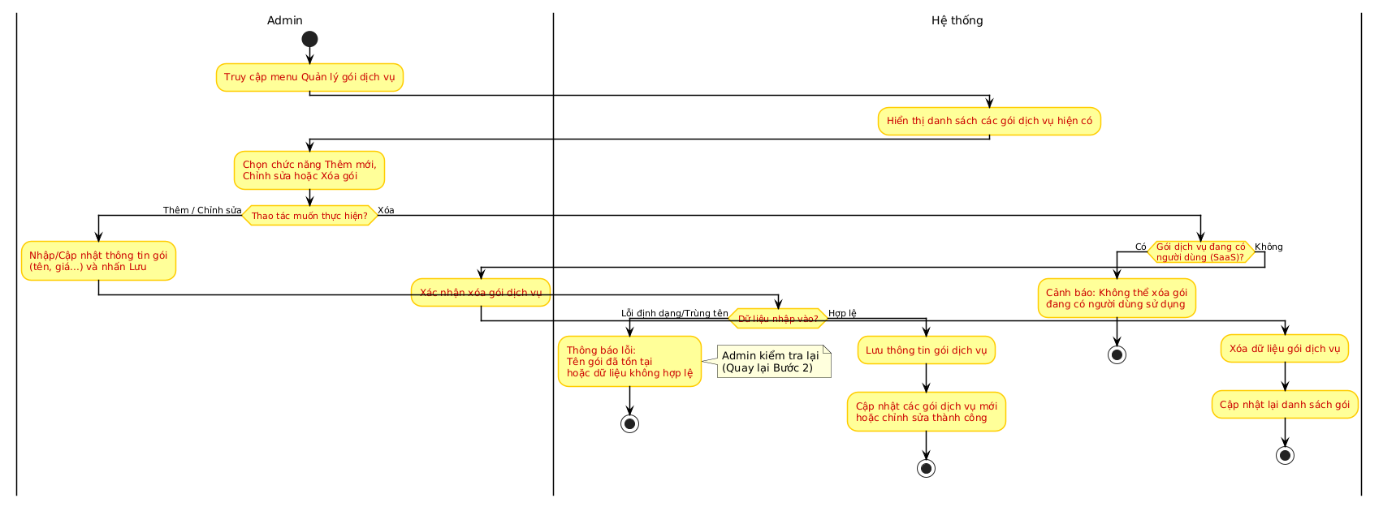 Admin
Hệ thống
Truy cập menu Quản lý gói dịch vụ
Hiển thị danh sách các gói dịch vụ hiện có
Chọn chức năng Thêm mới,
Chỉnh sửa hoặc Xóa gói
Thao tác muốn thực hiện?
Thêm / Chỉnh sửa
Xóa
Nhập/Cập nhật thông tin gói
(tên, giá...) và nhấn Lưu
Gói dịch vụ đang có
người dùng (SaaS)?
Có
Không
Xác nhận xóa gói dịch vụ
Cảnh báo: Không thể xóa gói
đang có người dùng sử dụng
Dữ liệu nhập vào?
Lỗi định dạng/Trùng tên
Hợp lệ
Thông báo lỗi:
Tên gói đã tồn tại
hoặc dữ liệu không hợp lệ
Admin kiểm tra lại
(Quay lại Bước 2)
Lưu thông tin gói dịch vụ
Xóa dữ liệu gói dịch vụ
Cập nhật các gói dịch vụ mới
hoặc chỉnh sửa thành công
Cập nhật lại danh sách gói